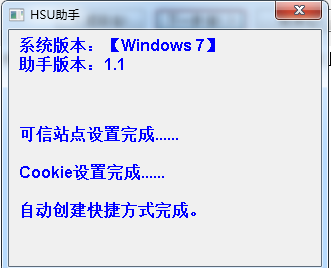 HSU助手
系统版本：【Windows 7】
助手版本：1.1
可信站点设置完成......
Cookie设置完成......
自动创建快捷方式完成。